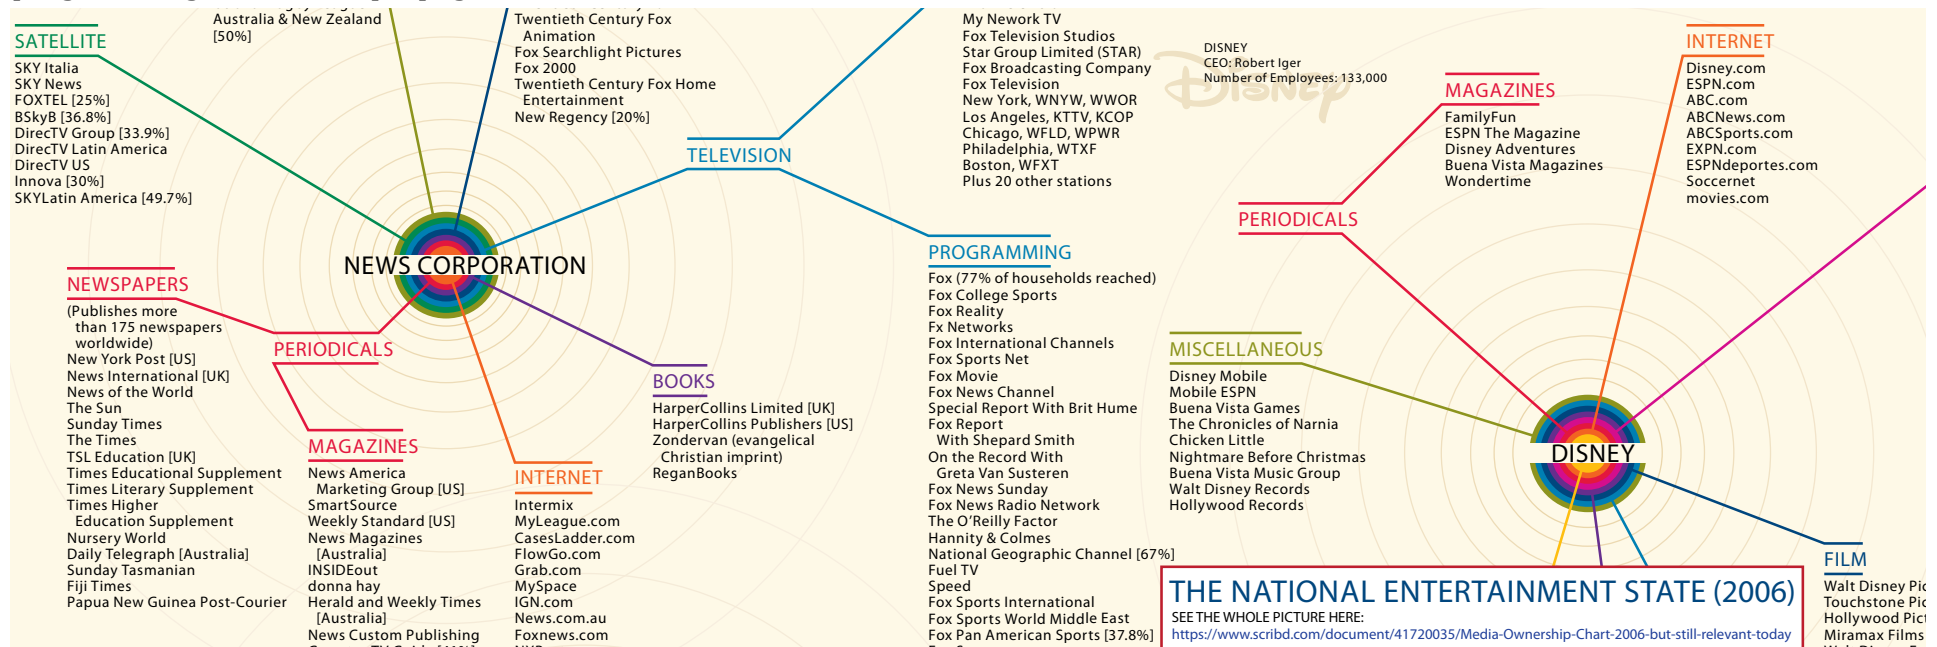 Australia & New Zealand
[50%]
SATELLITE
SKY Italia
SKY News
FOXTEL [25%]
BSkyB [36.8%]
DirecTV Group [33.9%]
DirecTV Latin America
DirecTV US
Innova [30%]
SKYLatin America [49.7%]
Twentieth Century Fox
Animation
Fox Searchlight Pictures
Fox 2000
Twentieth Century Fox Home
Entertainment
New Regency [20%]
TELEVISION
My Nework TV
Fox Television Studios
Star Group Limited (STAR)
Fox Broadcasting Company
Fox Television
New York, WNYW, WWOR
Los Angeles, KTTV, KCOP
Chicago, WFLD, WPWR
Philadelphia, WTXF
Boston, WFXT
Plus 20 other stations
NEWS CORPORATION
NEWSPAPERS
(Publishes more
than 175 newspapers
worldwide)
New York Post [US]
News International [UK]
News of the World
The Sun
Sunday Times
The Times
TSL Education [UK]
Times Educational Supplement
Times Literary Supplement
Times Higher
Education Supplement
Nursery World
Daily Telegraph [Australia]
Sunday Tasmanian
Fiji Times
Papua New Guinea Post-Courier
PERIODICALS
MAGAZINES
News America
Marketing Group [US]
SmartSource
Weekly Standard [US]
News Magazines
[Australia]
INSIDEout
donna hay
Herald and Weekly Times
[Australia]
News Custom Publishing
INTERNET
Intermix
MyLeague.com
CasesLadder.com
FlowGo.com
Grab.com
MySpace
IGN.com
News.com.au
Foxnews.com
BOOKS
HarperCollins Limited [UK]
HarperCollins Publishers [US]
Zondervan (evangelical
Christian imprint)
ReganBooks
PROGRAMMING
Fox (77% of households reached)
Fox College Sports
Fox Reality
Fx Networks
Fox International Channels
Fox Sports Net
Fox Movie
Fox News Channel
Special Report With Brit Hume
Fox Report
With Shepard Smith
On the Record With
Greta Van Susteren
Fox News Sunday
Fox News Radio Network
The O'Reilly Factor
Hannity & Colmes
National Geographic Channel [67%]
Fuel TV
Speed
Fox Sports International
Fox Sports World Middle East
Fox Pan American Sports [37.8%]
Disney
DISNEY
CEO: Robert Iger
Number of Employees: 133,000
MAGAZINES
FamilyFun
ESPN The Magazine
Disney Adventures
Buena Vista Magazines
Wondertime
INTERNET
Disney.com
ESPN.com
ABC.com
ABCNews.com
ABCSports.com
EXPN.com
ESPNdeportes.com
Soccernet
movies.com
PERIODICALS
MISCELLANEOUS
Disney Mobile
Mobile ESPN
Buena Vista Games
The Chronicles of Narnia
Chicken Little
Nightmare Before Christmas
Buena Vista Music Group
Walt Disney Records
Hollywood Records
DISNEY
FILM
Walt Disney Pic
Touchstone Pic
Hollywood Pict
Miramax Films
THE NATIONAL ENTERTAINMENT STATE (2006)
SEE THE WHOLE PICTURE HERE:
https://www.scribd.com/document/41720035/Media-Ownership-Chart-2006-but-still-relevant-today